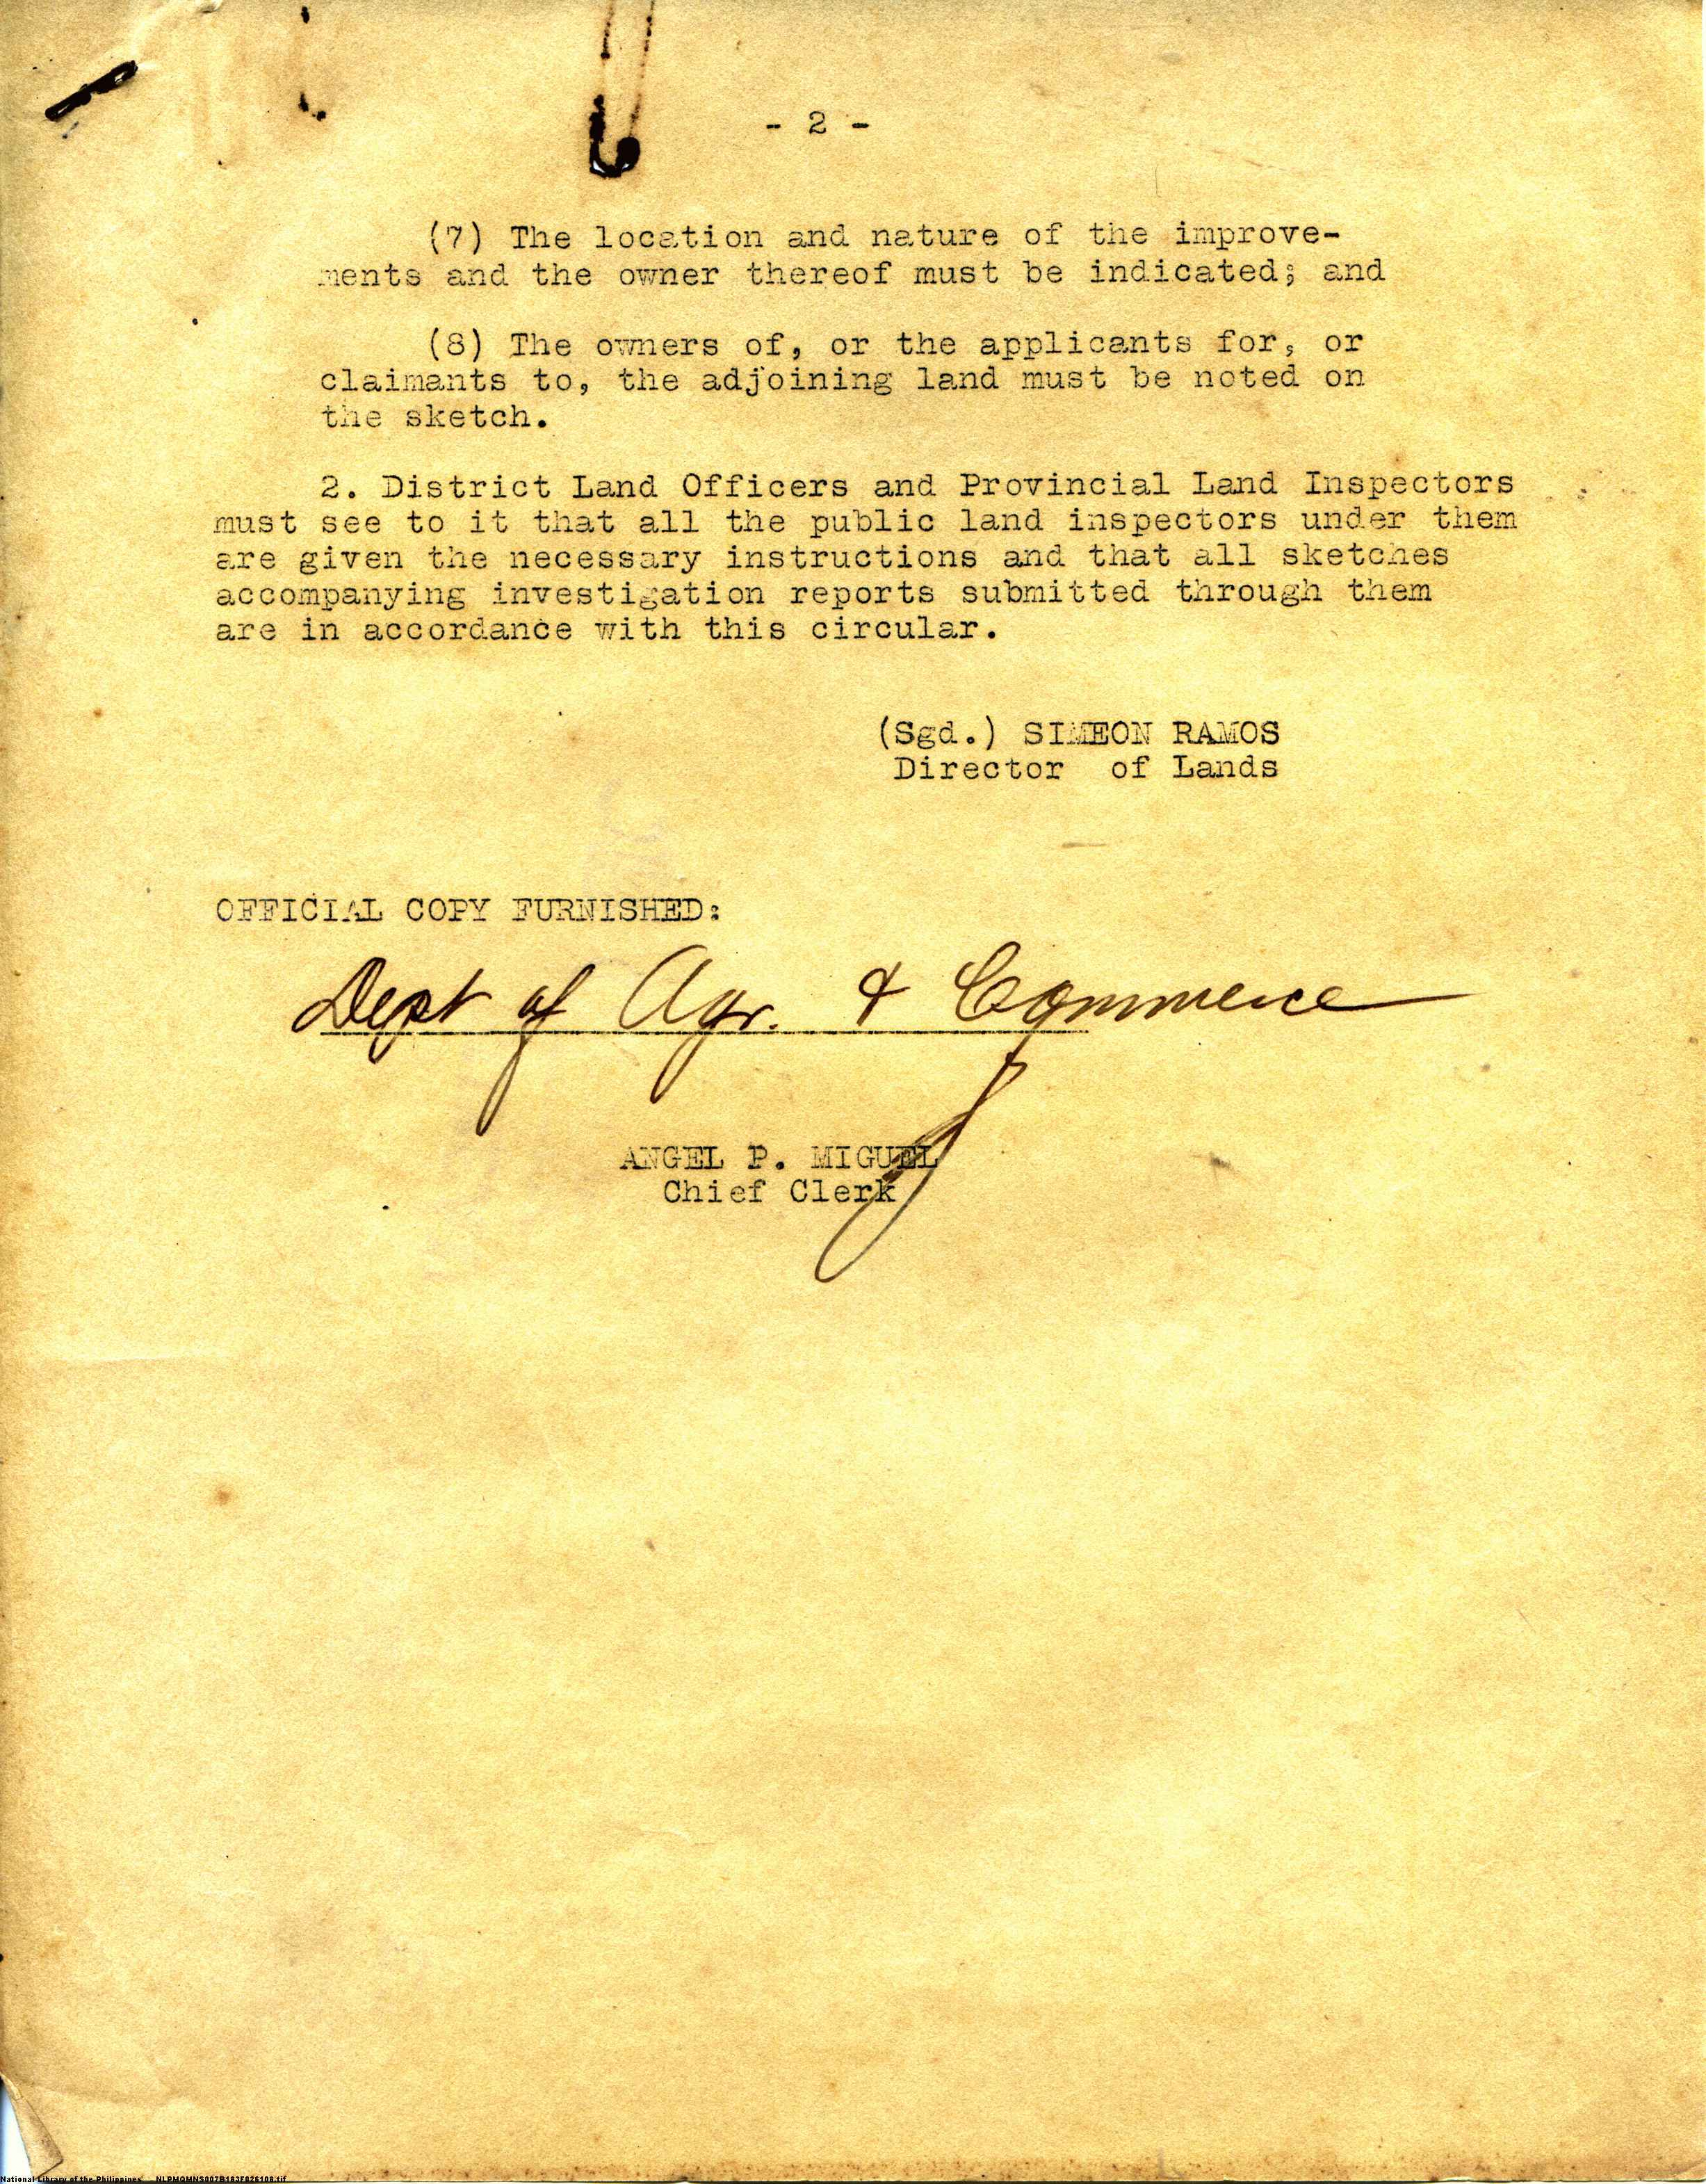 - 2 -
(7) The location and nature of the improve-
ments and the owner thereof must be indicated; and
(8) The owners of, or the applicants for, or
claimants to, the adjoining land must be noted on
the sketch.
2. District Land Officers and Provincial Land Inspectors
must see to it that all the public land inspectors under them
are given the necessary instructions and that all sketches
accompanying investigation reports submitted through them
are in accordance with this circular.
(Sgd.) SIMEON RAMOS
Director of Lands
OFFICIAL COPY FURNISHED:
Dept of Agr. & Commerce
ANGEL P. MIGUEL
Chief Clerk
National Library of the Philippines